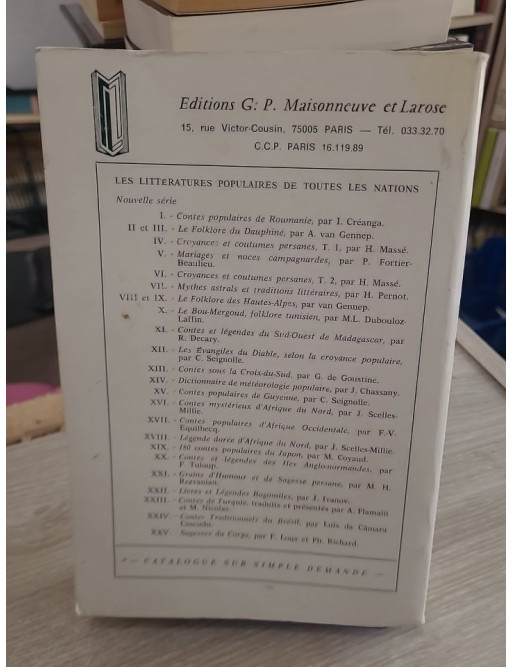 Editions G: P. Maisonneuve et Larose
15, rue Victor-Cousin, 75005 PARIS — Tél. 033.32.70
C.C.P. PARIS 16.119.89
LES LITTÉRATURES POPULAIRES DE TOUTES LES NATIONS
Nouvelle série
I. - Contes populaires de Roumanie, par I. Créanga.
II et III. - Le Folklore du Dauphiné, par A. van Gennep.
IV. - Croyances et coutumes persanes, T. 1, par H. Massé.
V. - Mariages et noces campagnardes, par P. Fortier-
Beaulieu.
VI. - Croyances et coutumes persanes, T. 2, par H. Massé.
VII. - Mythes astrals et traditions littéraires, par H. Pernot.
VIII et IX. - Le Folklore des Hautes-Alpes, par van Gennep.
X. - Le Bou-Mergoud, folklore tunisien, par M.L. Dubouloz-
Laffin.
XI. - Contes et légendes du Sud-Ouest de Madagascar, par
R. Decary.
XII. - Les Évangiles du Diable, selon la croyance populaire,
par C. Seignolle.
XIII. - Contes sous la Croix-du-Sud, par G. de Goustine.
XIV. - Dictionnaire de météorologie populaire, par J. Chassany.
XV. - Contes populaires de Guyenne, par C. Seignolle.
XVI. - Contes mystérieux d'Afrique du Nord, par J. Scelles-
Millie.
XVII. - Contes populaires d'Afrique Occidentale, par F.-V.
Equilbecq.
XVIII. - Légende dorée d'Afrique du Nord, par J. Scelles-Millie.
XIX. - 180 contes populaires du Japon, par M. Coyaud.
XX. - Contes et légendes des Iles Anglo-normandes, par
F. Touloup.
XXI. - Grains d'Humour et de Sagesse persane, par M. H.
Rezvanian.
XXII. - Livres et Légendes Bogomiles, par J. Ivanov.
XXIII. - Contes de Turquie, traduits et présentés par A. Flamain
et M. Nicolas.
XXIV. - Contes Traditionnels du Brésil, par Luis da Câmara
Cascudo.
XXV. - Sagesses du Corps, par F. Loux et Ph. Richard.
— CATALOGUE SUR SIMPLE DEMANDE —